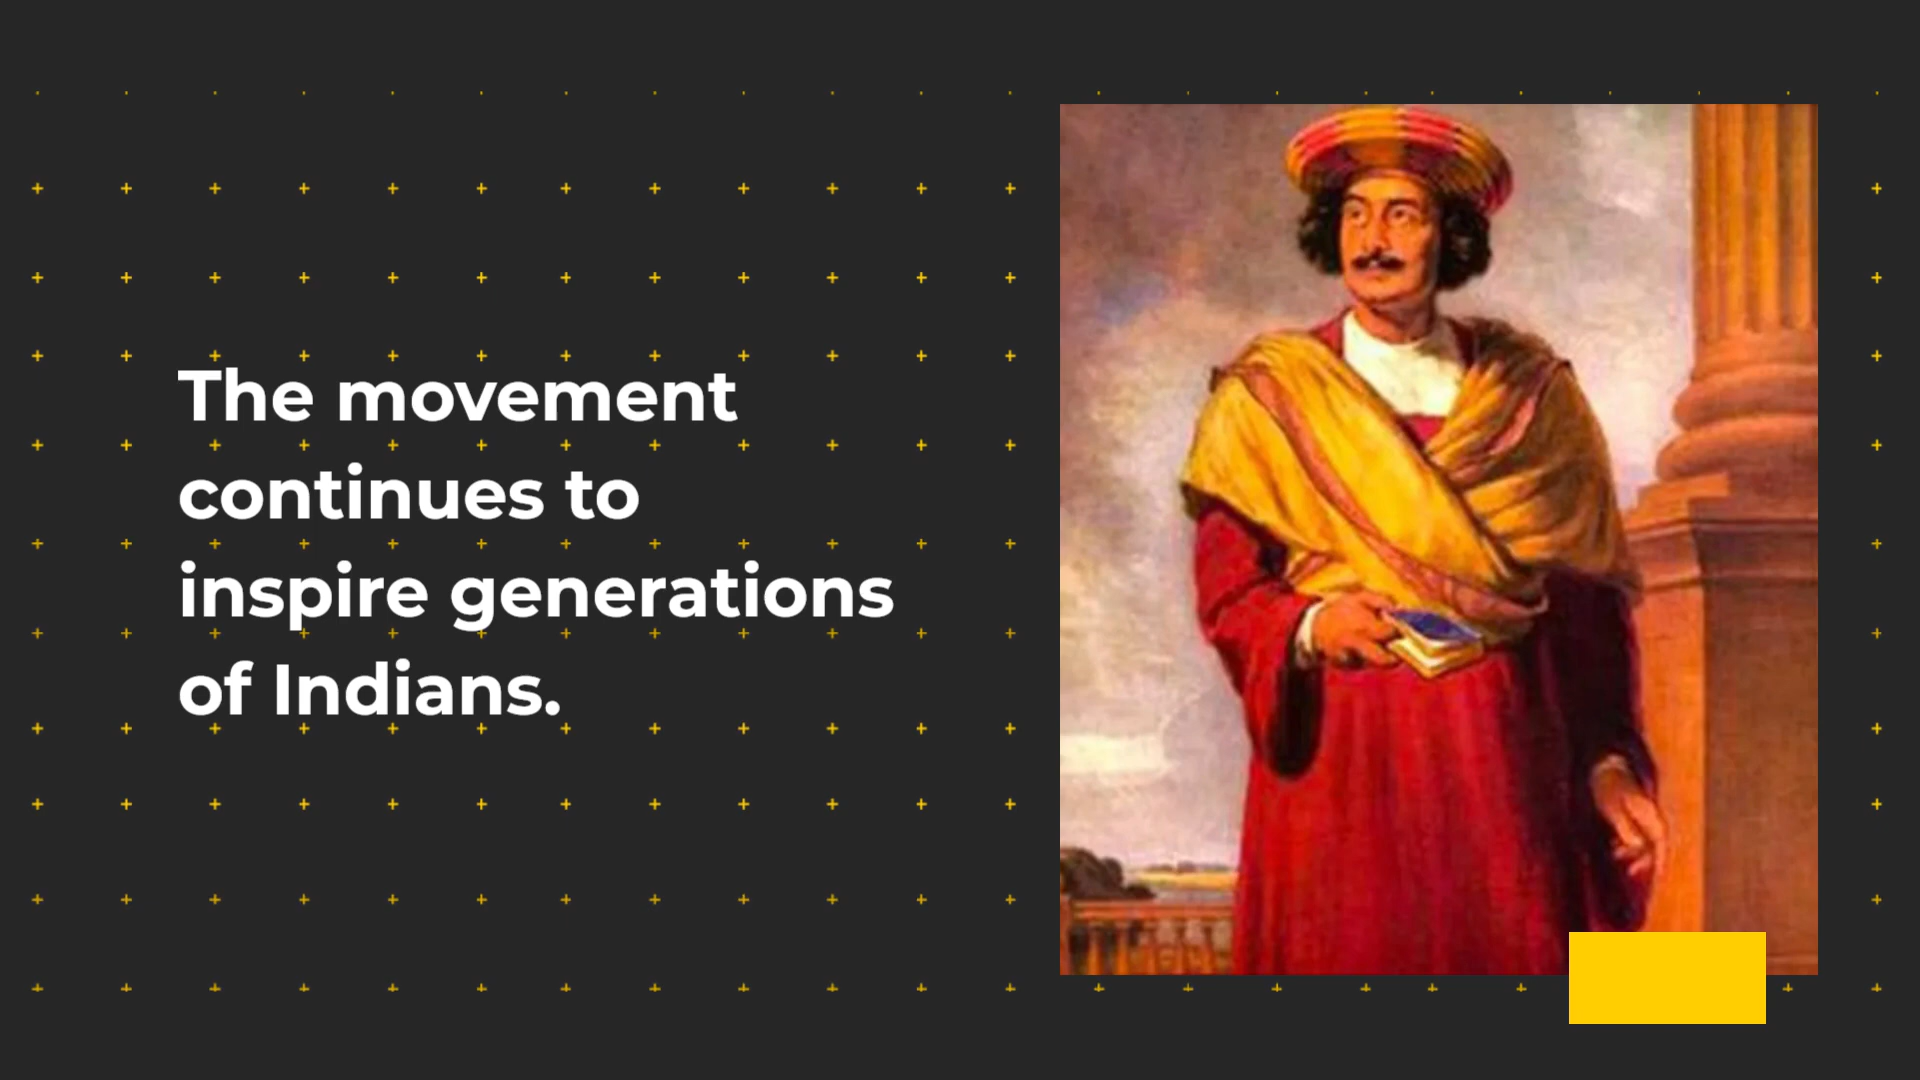 The movement
continues to
inspire generations
of Indians.